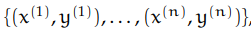 {(x⁽¹⁾, y⁽¹⁾), . . . , (x⁽ⁿ⁾, y⁽ⁿ⁾)},